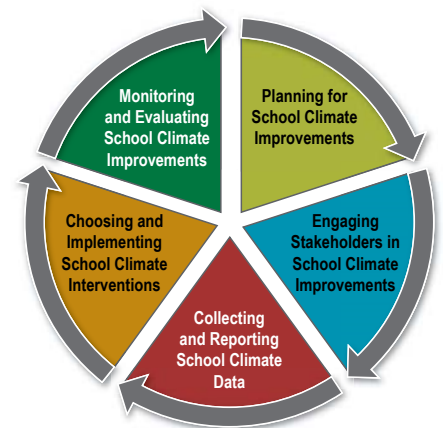 Monitoring
and Evaluating
School Climate
Improvements
Planning for
School Climate
Improvements
Engaging
Stakeholders in
School Climate
Improvements
Collecting
and Reporting
School Climate
Data
Choosing and
Implementing
School Climate
Interventions